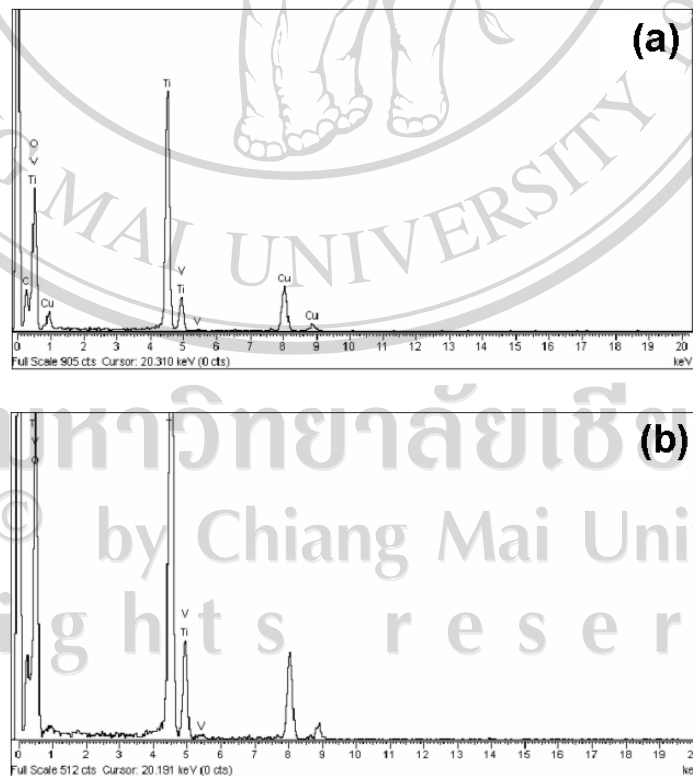 (a)
Ti
O
V
Ti
V
C
Ti
Cu
Cu
V
Cu
0 1 2 3 4 5 6 7 8 9 10 11 12 13 14 15 16 17 18 19 20
Full Scale 905 cts Cursor: 20.310 keV (0 cts) keV
NG MAI UNIVERSITY
มหาวิทยาลัยเชีย
(b)
V
O
© by Chiang Mai Uni
V
Ti
ights reser
V
0 1 2 3 4 5 6 7 8 9 10 11 12 13 14 15 16 17 18 19
Full Scale 512 cts Cursor: 20.191 keV (0 cts)